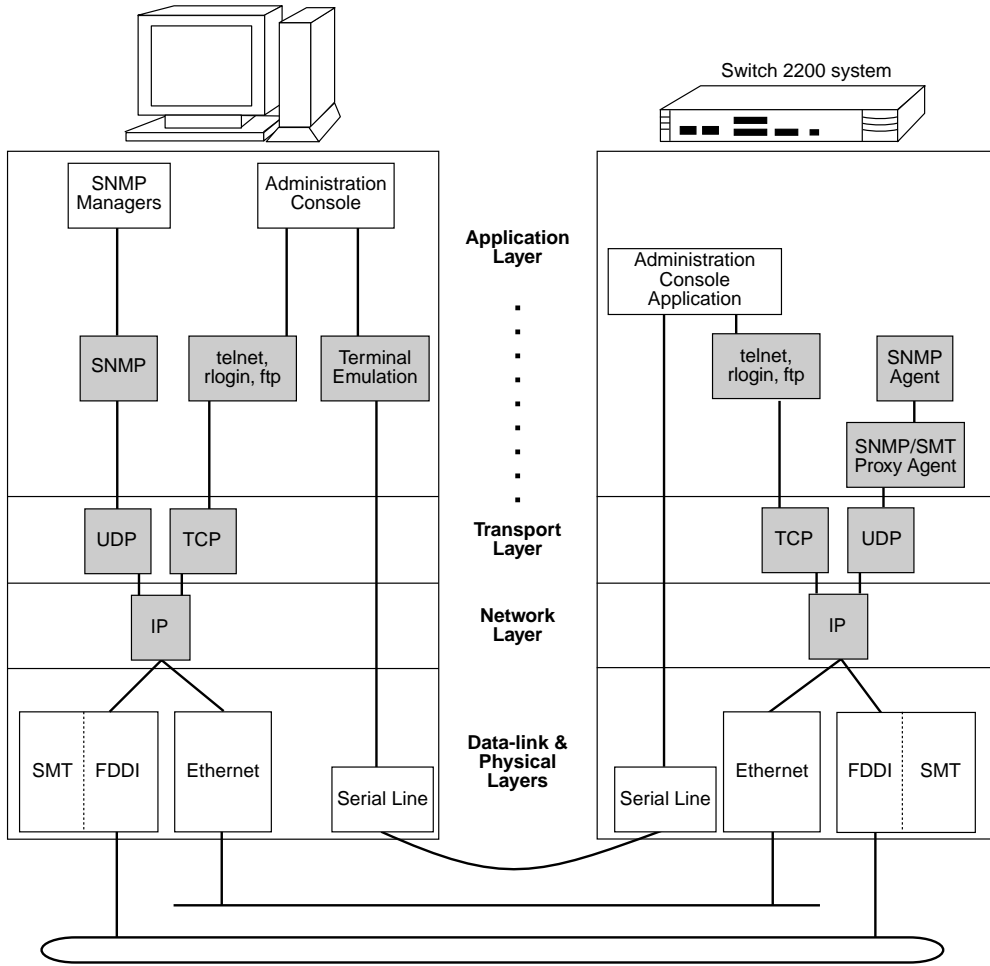 Switch 2200 system
SNMP
Managers
Administration
Console
Application
Layer
Administration
Console
Application
SNMP
telnet,
rlogin, ftp
Terminal
Emulation
telnet,
rlogin, ftp
SNMP
Agent
SNMP/SMT
Proxy Agent
UDP
TCP
Transport
Layer
TCP
UDP
IP
Network
Layer
IP
SMT
FDDI
Ethernet
Serial Line
Data-link &
Physical
Layers
Serial Line
Ethernet
FDDI
SMT